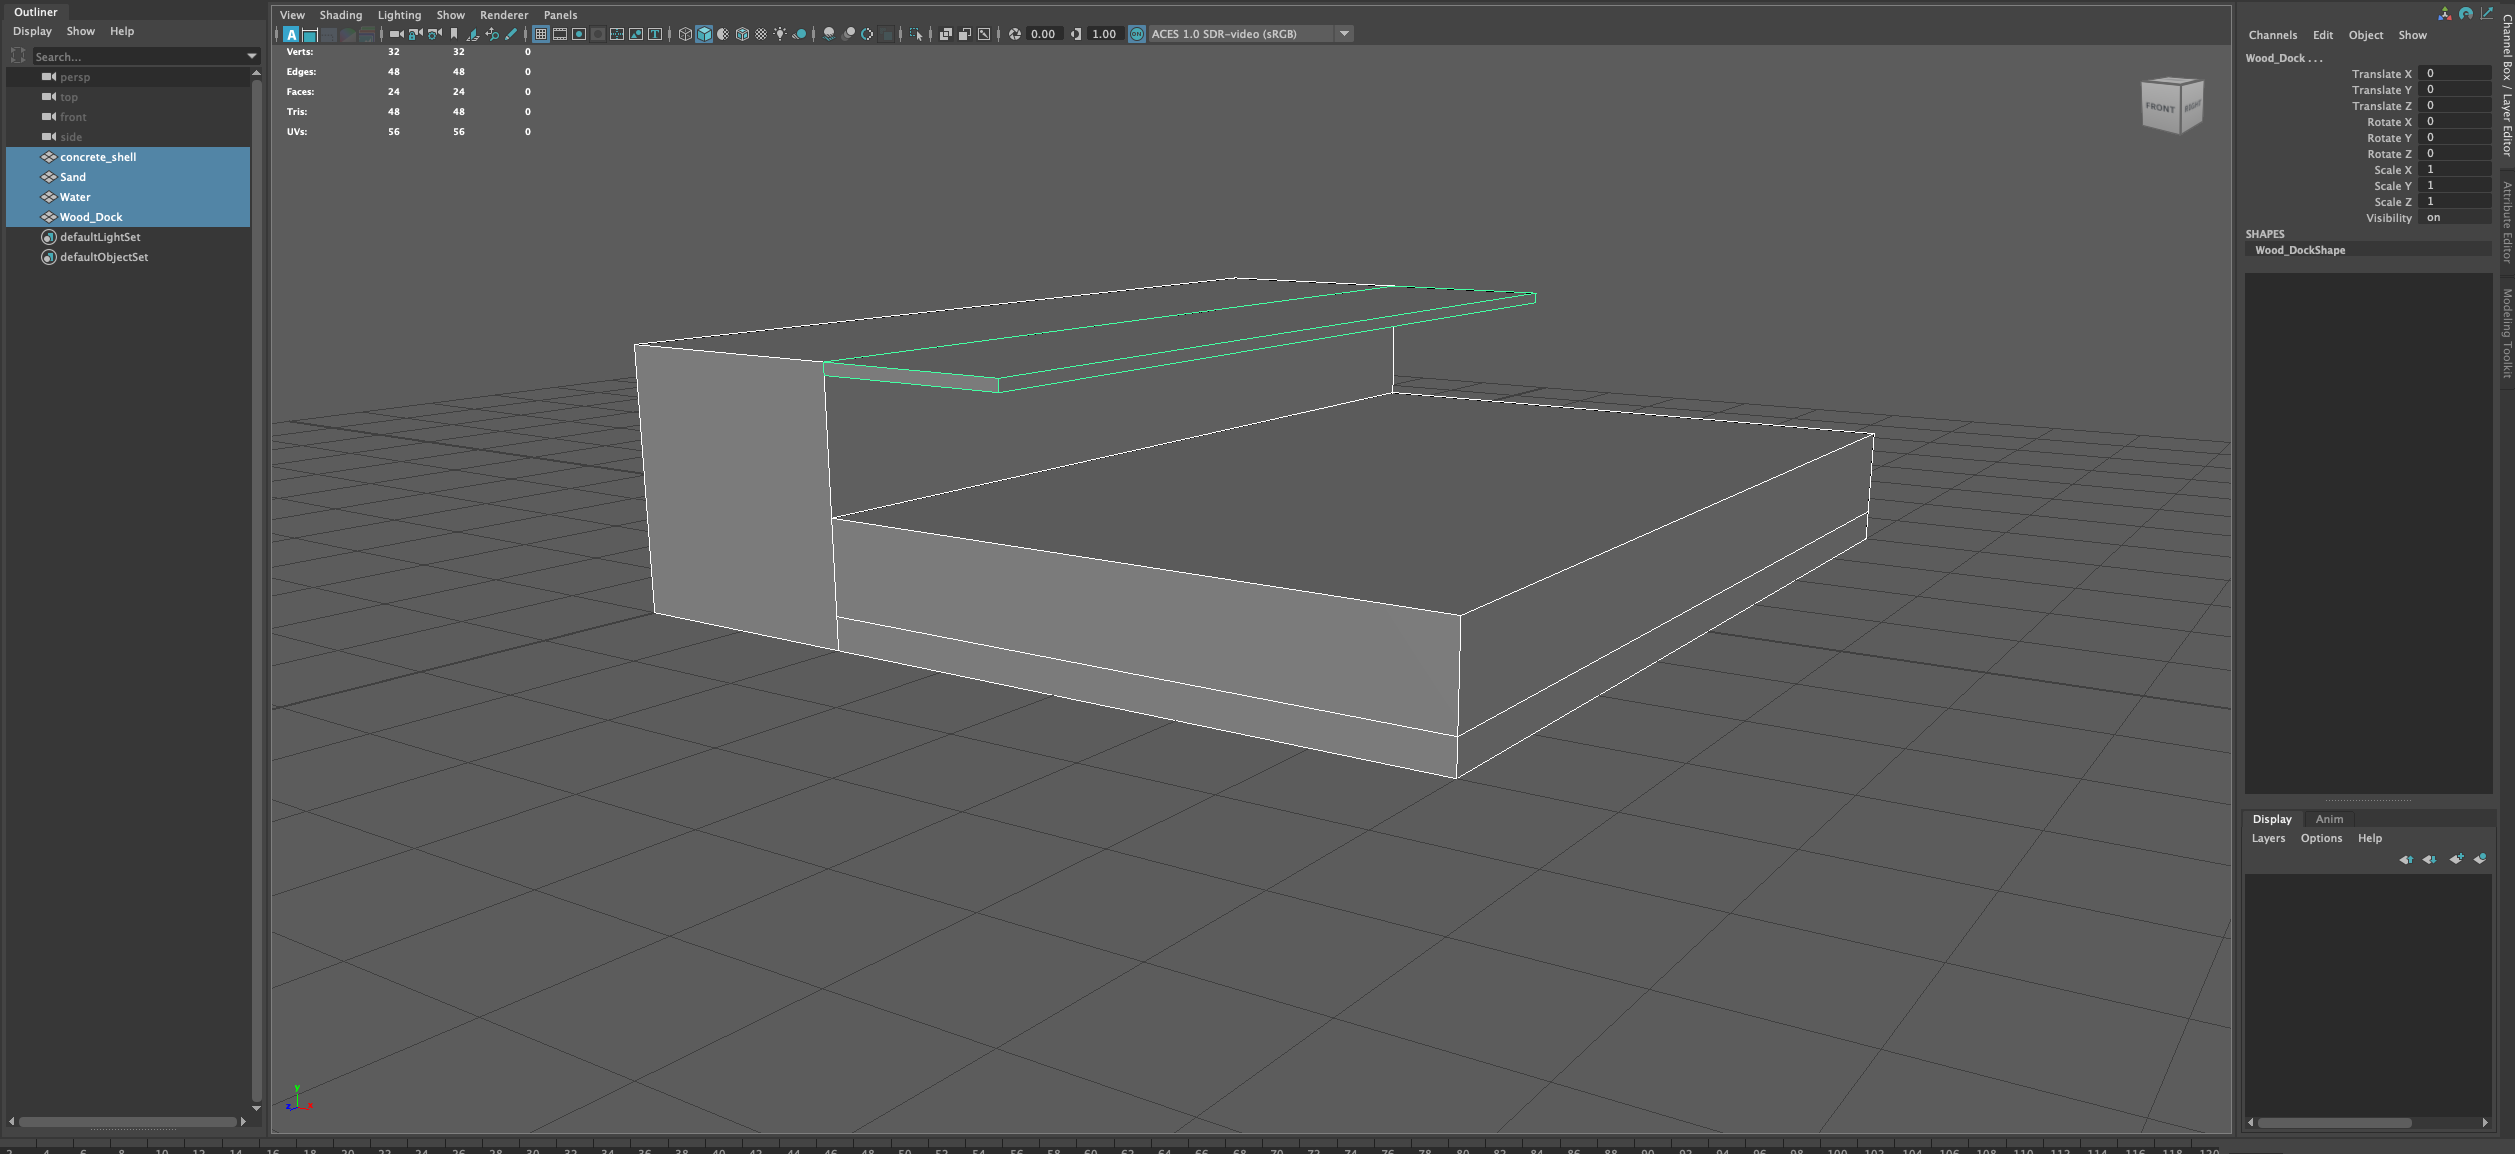 Outliner
Display Show Help
Search...
persp
top
front
side
concrete_shell
Sand
Water
Wood_Dock
defaultLightSet
defaultObjectSet
View Shading Lighting Show Renderer Panels
A T 0.00 1.00 ON ACES 1.0 SDR-video (sRGB)
Verts: 32 32 0
Edges: 48 48 0
Faces: 24 24 0
Tris: 48 48 0
UVs: 56 56 0
FRONT RIGHT
y
z x
Channels Edit Object Show
Wood_Dock . . .
Translate X 0
Translate Y 0
Translate Z 0
Rotate X 0
Rotate Y 0
Rotate Z 0
Scale X 1
Scale Y 1
Scale Z 1
Visibility on
SHAPES
Wood_DockShape
Display Anim
Layers Options Help
Channel Box / Layer Editor
Attribute Editor
Modeling Toolkit